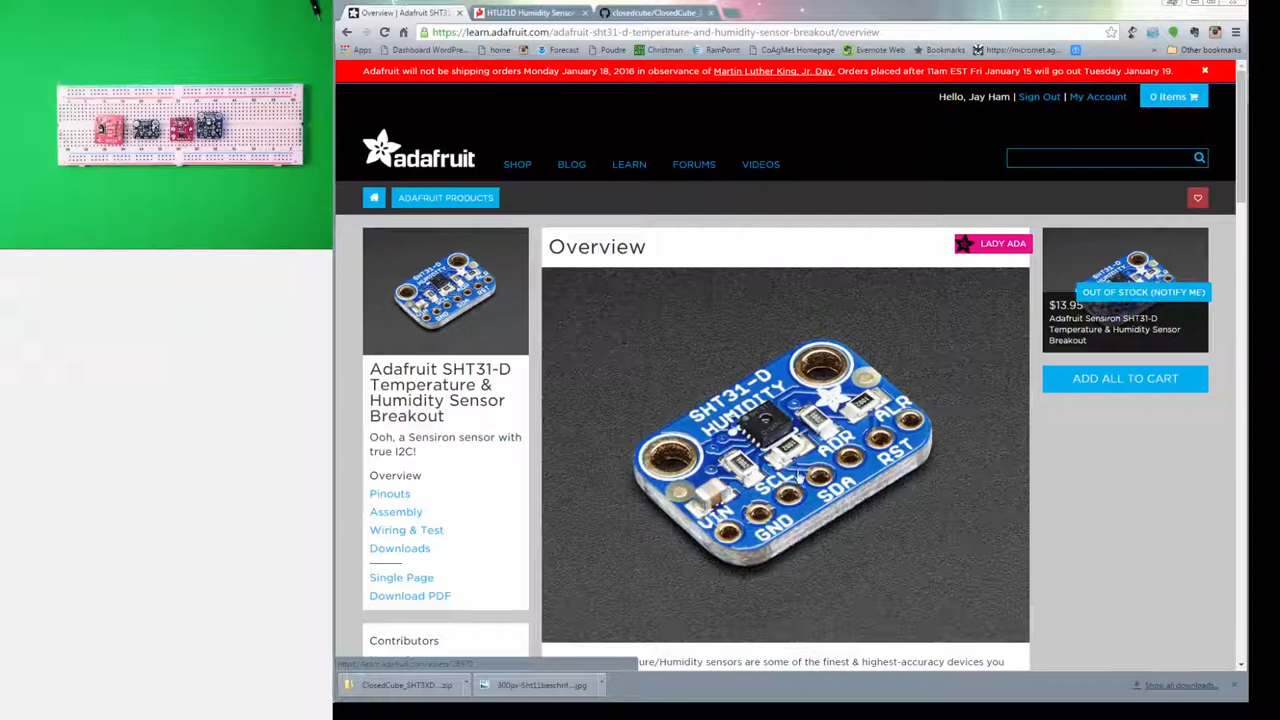 Overview | Adafruit SHT31
HTU21D Humidity Sensor
closedcube/ClosedCube_
https://learn.adafruit.com/adafruit-sht31-d-temperature-and-humidity-sensor-breakout/overview
Apps
Dashboard WordPre...
home
Forecast
Poudre
Christman
RamPoint
CoAgMet Homepage
Evernote Web
Bookmarks
https://micromet.ag...
Other bookmarks
Adafruit will not be shipping orders Monday January 18, 2016 in observance of Martin Luther King, Jr. Day. Orders placed after 11am EST Fri January 15 will go out Tuesday January 19.
Hello, Jay Ham | Sign Out | My Account
0 Items
adafruit
SHOP BLOG LEARN FORUMS VIDEOS
ADAFRUIT PRODUCTS
SHT31-D
HUMIDITY
Adafruit SHT31-D
Temperature &
Humidity Sensor
Breakout
Ooh, a Sensiron sensor with
true I2C!
Overview
Pinouts
Assembly
Wiring & Test
Downloads
Single Page
Download PDF
Contributors
Overview
LADY ADA
SHT31-D
HUMIDITY
VIN
GND
SCL
SDA
ADR
RST
ALR
ure/Humidity sensors are some of the finest & highest-accuracy devices you
OUT OF STOCK (NOTIFY ME)
$13.95
Adafruit Sensiron SHT31-D
Temperature & Humidity Sensor
Breakout
ADD ALL TO CART
ClosedCube_SHT3XD....zip
300px-Sht11beschnf....jpg
Show all downloads...